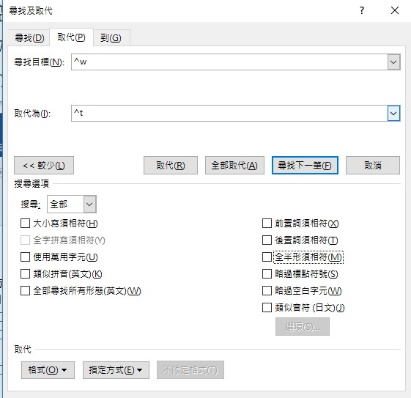 尋找及取代 ? ×
尋找(D) 取代(P) 到(G)
尋找目標(N): ^w
取代為(I): ^t
<< 較少(L) 取代(R) 全部取代(A) 尋找下一筆(F) 取消
搜尋選項
搜尋: 全部
大小寫須相符(H) 前置詞須相符(X)
全字拼寫須相符(Y) 後置詞須相符(T)
使用萬用字元(U) 全半形須相符(M)
類似拼音(英文)(K) 略過標點符號(S)
全部尋找所有形態(英文)(W) 略過空白字元(W)
類似音符 (日文)(J)
取代
格式(O) 指定方式(E) 不限定格式(T)